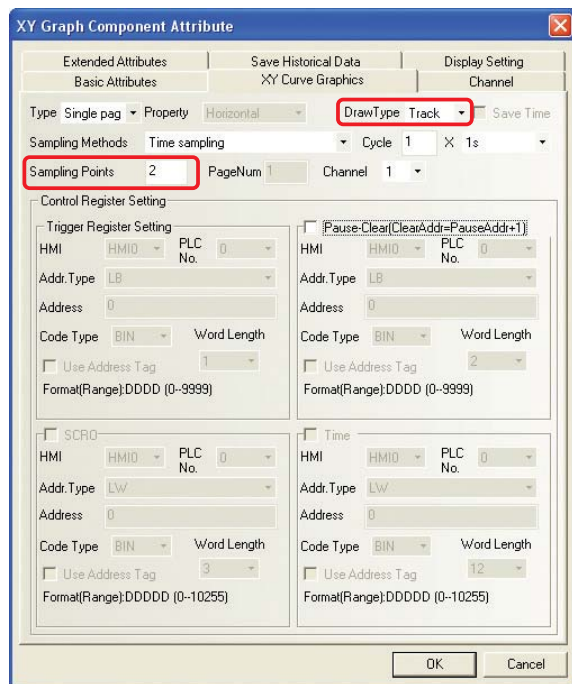 XY Graph Component Attribute
Extended Attributes Save Historical Data Display Setting
Basic Attributes XY Curve Graphics Channel
Type Single pag Property Horizontal DrawType Track Save Time
Sampling Methods Time sampling Cycle 1 X 1s
Sampling Points 2 PageNum 1 Channel 1
Control Register Setting
Trigger Register Setting
HMI HMI0 PLC No. 0
Addr.Type LB
Address 0
Code Type BIN Word Length
Use Address Tag 1
Format(Range):DDDD (0--9999)
Pause-Clear(ClearAddr=PauseAddr+1)
HMI HMI0 PLC No. 0
Addr.Type LB
Address 0
Code Type BIN Word Length
Use Address Tag 2
Format(Range):DDDD (0--9999)
SCRO
HMI HMI0 PLC No. 0
Addr.Type LW
Address 0
Code Type BIN Word Length
Use Address Tag 3
Format(Range):DDDDD (0--10255)
Time
HMI HMI0 PLC No. 0
Addr.Type LW
Address 0
Code Type BIN Word Length
Use Address Tag 12
Format(Range):DDDDD (0--10255)
OK Cancel